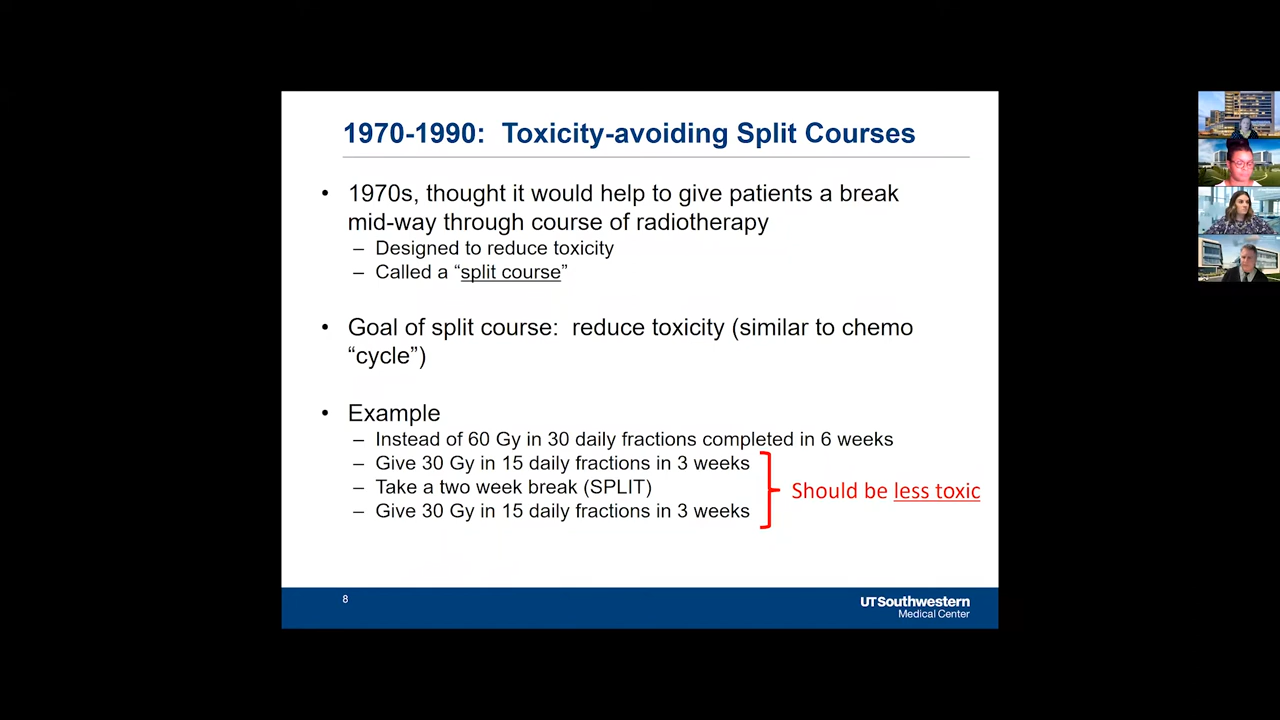 1970-1990:  Toxicity-avoiding Split Courses
• 1970s, thought it would help to give patients a break
mid-way through course of radiotherapy
– Designed to reduce toxicity
– Called a “split course”
• Goal of split course:  reduce toxicity (similar to chemo
“cycle”)
• Example
– Instead of 60 Gy in 30 daily fractions completed in 6 weeks
– Give 30 Gy in 15 daily fractions in 3 weeks
– Take a two week break (SPLIT)
– Give 30 Gy in 15 daily fractions in 3 weeks
Should be less toxic
8
UTSouthwestern
Medical Center